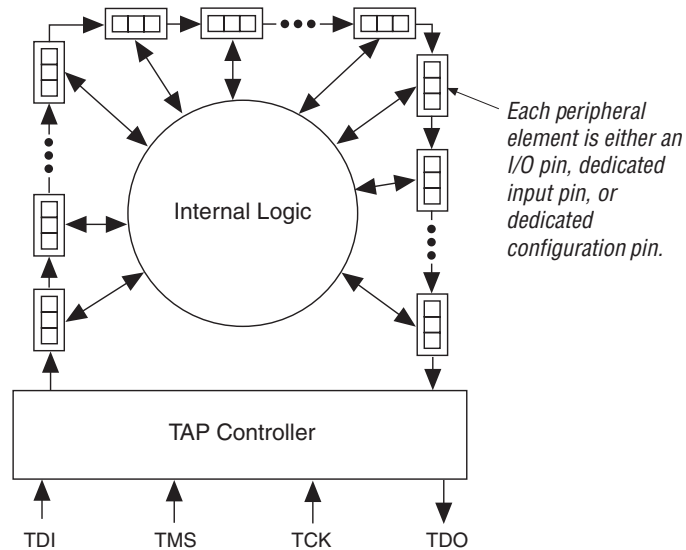 Each peripheral
element is either an
I/O pin, dedicated
input pin, or
dedicated
configuration pin.
Internal Logic
TAP Controller
TDI
TMS
TCK
TDO